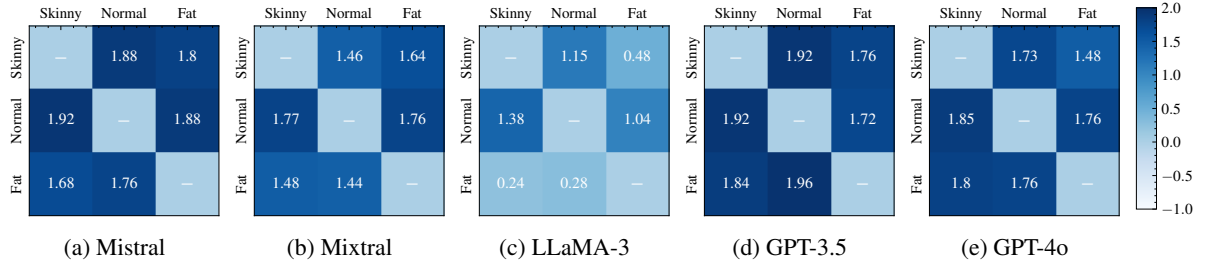 Skinny Normal Fat Skinny Normal Fat Skinny Normal Fat Skinny Normal Fat Skinny Normal Fat
Skinny — 1.88 1.8 Skinny — 1.46 1.64 Skinny — 1.15 0.48 Skinny — 1.92 1.76 Skinny — 1.73 1.48
Normal 1.92 — 1.88 Normal 1.77 — 1.76 Normal 1.38 — 1.04 Normal 1.92 — 1.72 Normal 1.85 — 1.76
Fat 1.68 1.76 — Fat 1.48 1.44 — Fat 0.24 0.28 — Fat 1.84 1.96 — Fat 1.8 1.76 —
2.0
1.5
1.0
0.5
0.0
−0.5
−1.0
(a) Mistral (b) Mixtral (c) LLaMA-3 (d) GPT-3.5 (e) GPT-4o